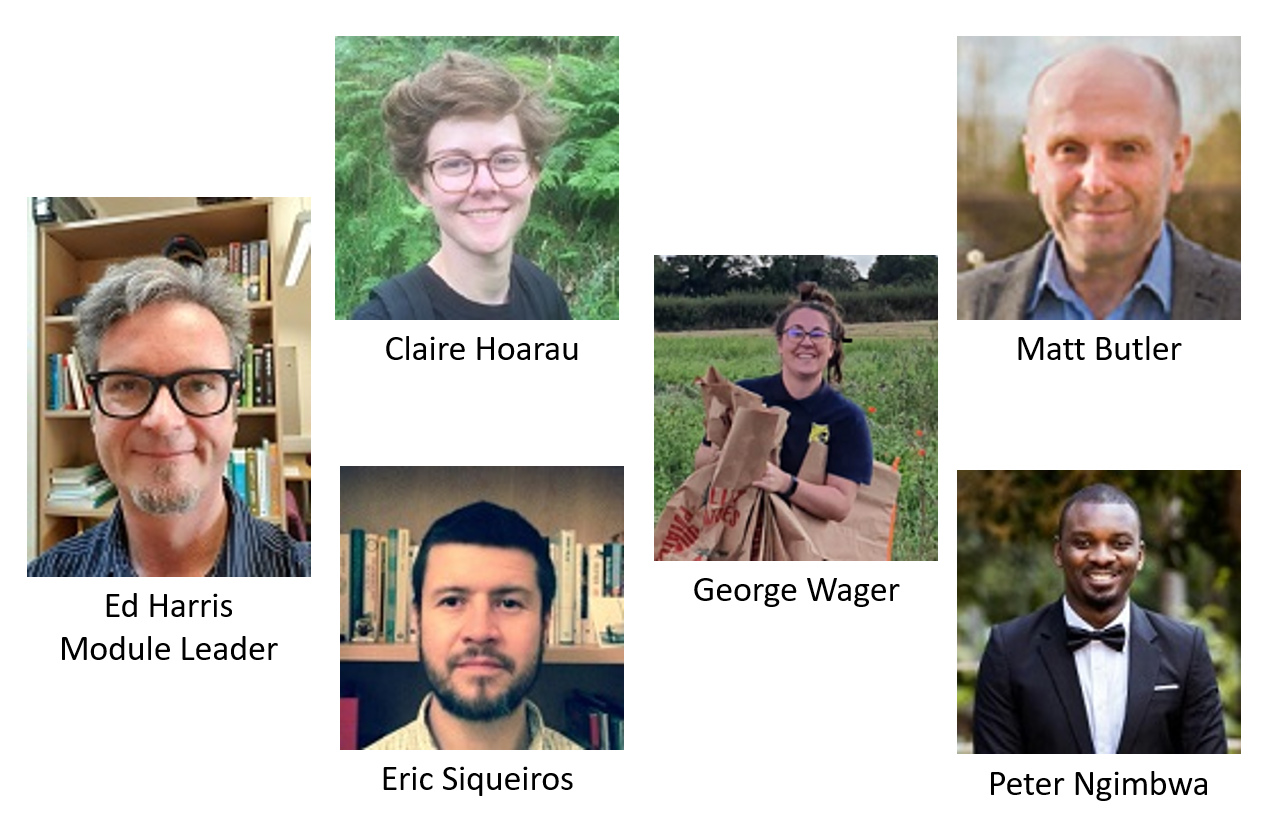 Claire Hoarau
Matt Butler
Ed Harris
Module Leader
George Wager
Eric Siqueiros
Peter Ngimbwa